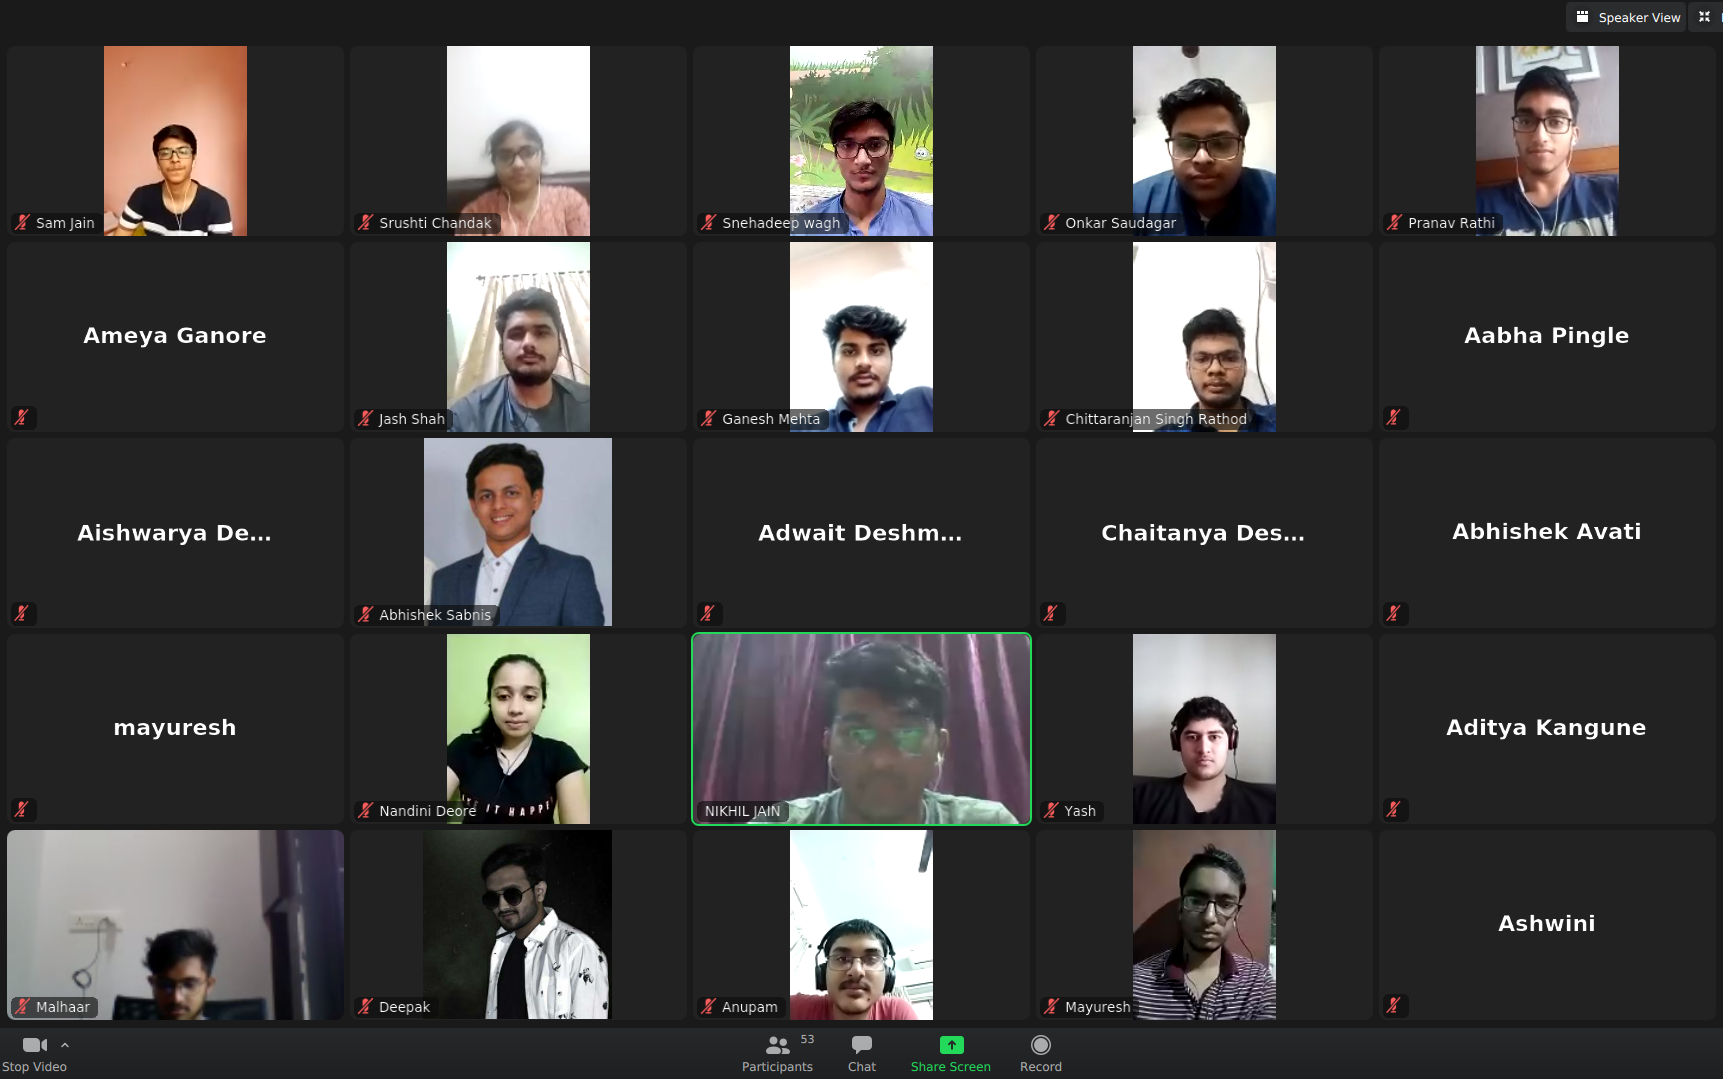 Speaker View
Sam Jain
Srushti Chandak
Snehadeep wagh
Onkar Saudagar
Pranav Rathi
Ameya Ganore
Jash Shah
Ganesh Mehta
Chittaranjan Singh Rathod
Aabha Pingle
Aishwarya De...
Abhishek Sabnis
Adwait Deshm...
Chaitanya Des...
Abhishek Avati
mayuresh
Nandini Deore
NIKHIL JAIN
Yash
Aditya Kangune
Malhaar
Deepak
Anupam
Mayuresh
Ashwini
Stop Video
Participants
53
Chat
Share Screen
Record